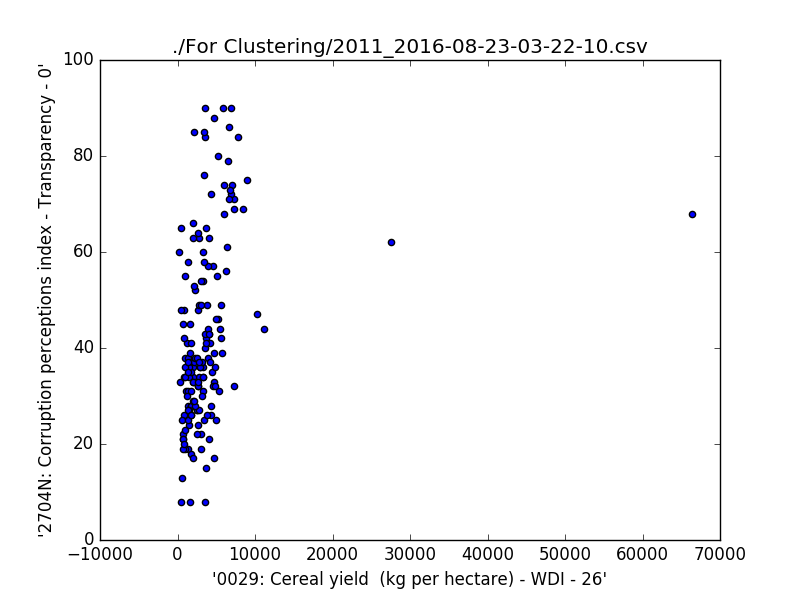 ./For Clustering/2011_2016-08-23-03-22-10.csv
100
80
60
40
20
0
'2704N: Corruption perceptions index - Transparency - 0'
−10000 0 10000 20000 30000 40000 50000 60000 70000
'0029: Cereal yield  (kg per hectare) - WDI - 26'